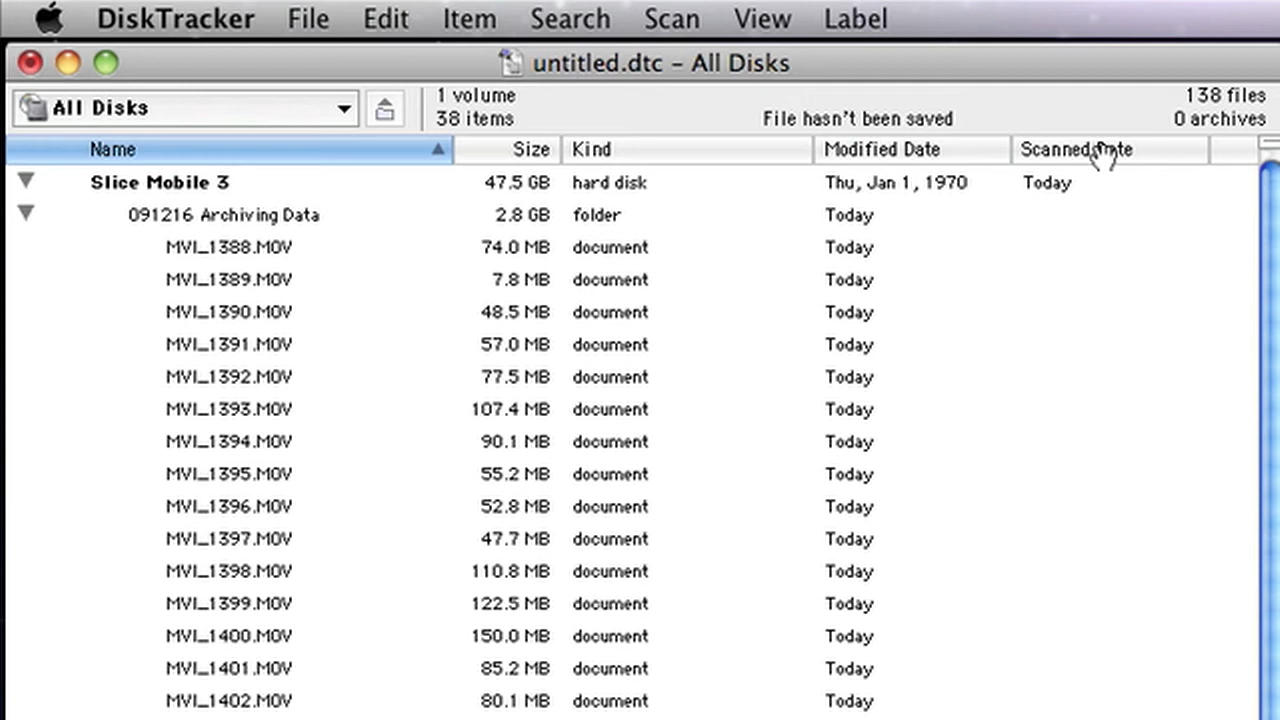 DiskTracker File Edit Item Search Scan View Label
untitled.dtc – All Disks
All Disks
1 volume
38 items
File hasn't been saved
138 files
0 archives
Name Size Kind Modified Date Scanned Date
Slice Mobile 3 47.5 GB hard disk Thu, Jan 1, 1970 Today
091216 Archiving Data 2.8 GB folder Today
MVI_1388.MOV 74.0 MB document Today
MVI_1389.MOV 7.8 MB document Today
MVI_1390.MOV 48.5 MB document Today
MVI_1391.MOV 57.0 MB document Today
MVI_1392.MOV 77.5 MB document Today
MVI_1393.MOV 107.4 MB document Today
MVI_1394.MOV 90.1 MB document Today
MVI_1395.MOV 55.2 MB document Today
MVI_1396.MOV 52.8 MB document Today
MVI_1397.MOV 47.7 MB document Today
MVI_1398.MOV 110.8 MB document Today
MVI_1399.MOV 122.5 MB document Today
MVI_1400.MOV 150.0 MB document Today
MVI_1401.MOV 85.2 MB document Today
MVI_1402.MOV 80.1 MB document Today